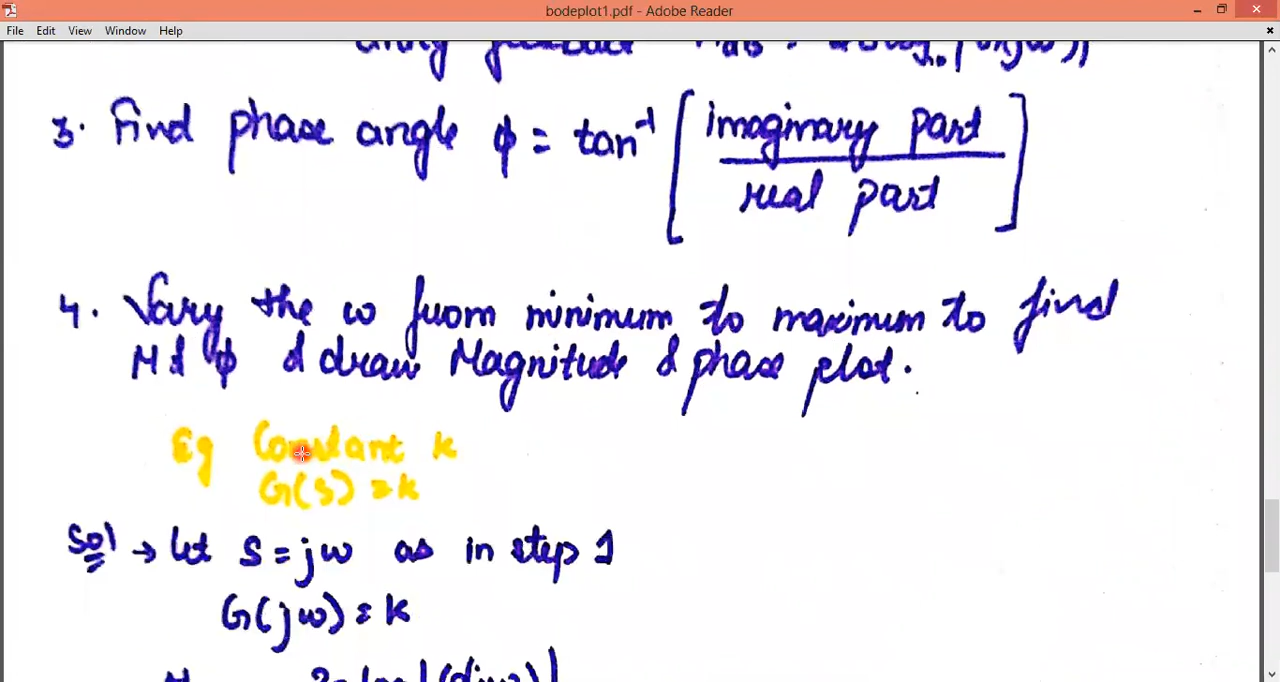 bodeplot1.pdf - Adobe Reader
File Edit View Window Help
3. Find phase angle ϕ = tan⁻¹ [ imaginary part
real part ]
4. Vary the ω from minimum to maximum to find
M & ϕ & draw Magnitude & phase plot.
Eg Constant k
G(s) = k
Sol → let S = jω as in step 1
G(jω) = k